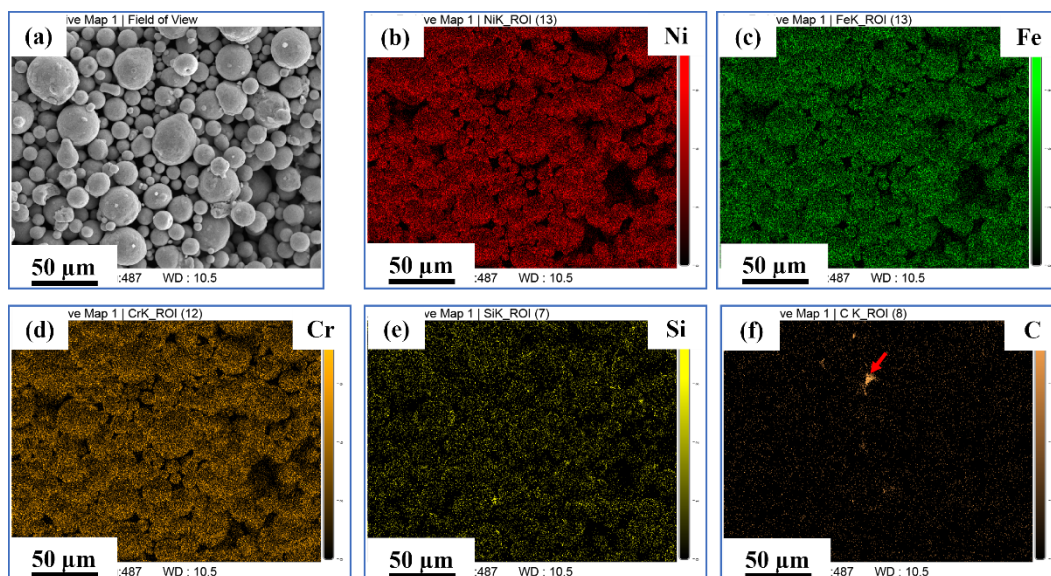 (a) ve Map 1 | Field of View
50 µm :487 WD : 10.5
(b) ve Map 1 | NiK_ROI (13) Ni
50 µm :487 WD : 10.5
(c) ve Map 1 | FeK_ROI (13) Fe
50 µm :487 WD : 10.5
(d) ve Map 1 | CrK_ROI (12) Cr
50 µm :487 WD : 10.5
(e) ve Map 1 | SiK_ROI (7) Si
50 µm :487 WD : 10.5
(f) ve Map 1 | C K_ROI (8) C
50 µm :487 WD : 10.5